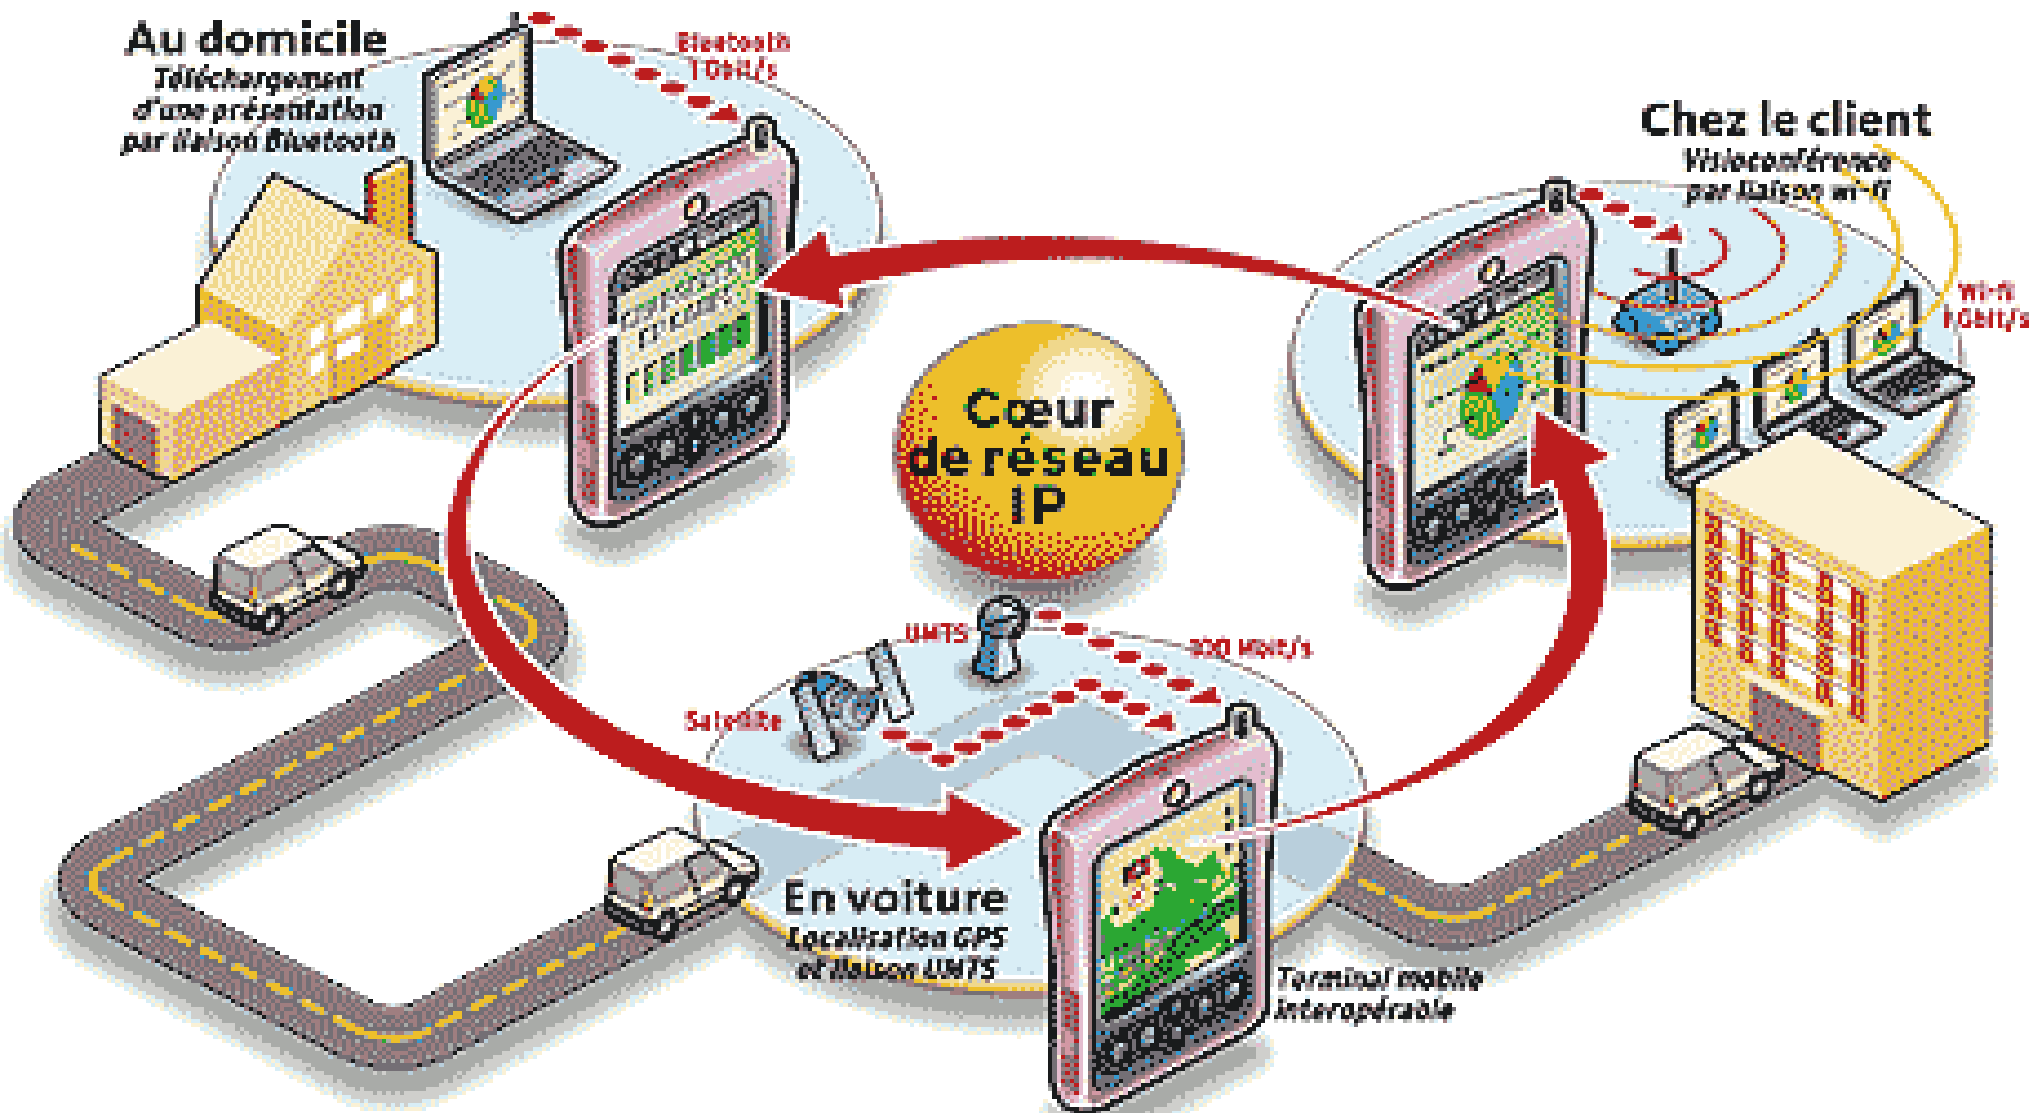 Au domicile
Téléchargement
d'une présentation
par liaison Bluetooth
Bluetooth
1 Gbit/s
Chez le client
Visioconférence
par liaison wi-fi
Wi-fi
1 Gbit/s
Cœur
de réseau
IP
UMTS
100 Mbit/s
Satellite
En voiture
Localisation GPS
et liaison UMTS
Terminal mobile
interopérable